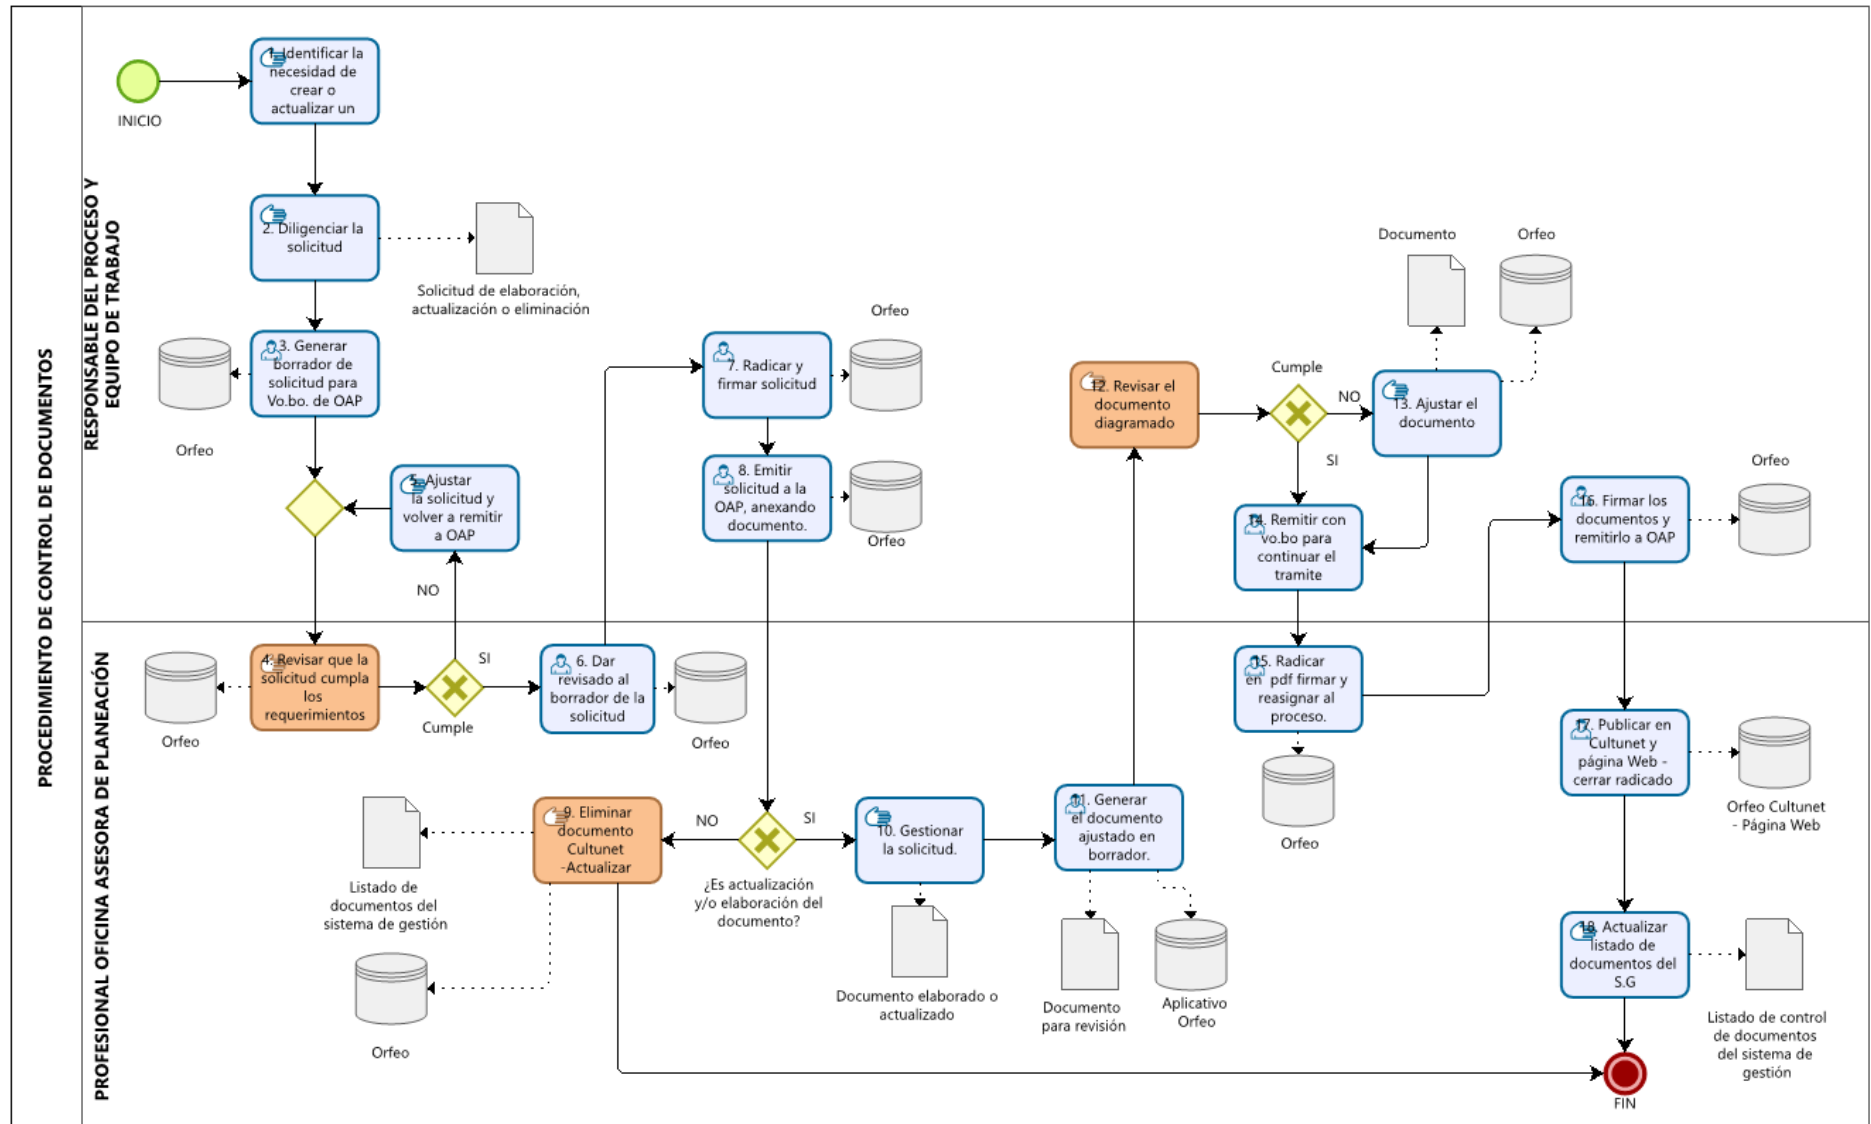 PROCEDIMIENTO DE CONTROL DE DOCUMENTOS
RESPONSABLE DEL PROCESO Y
EQUIPO DE TRABAJO
INICIO
1. Identificar la
necesidad de
crear o
actualizar un
2. Diligenciar la
solicitud
Solicitud de elaboración,
actualización o eliminación
3. Generar
borrador de
solicitud para
Vo.bo. de OAP
Orfeo
5. Ajustar
la solicitud y
volver a remitir
a OAP
NO
7. Radicar y
firmar solicitud
Orfeo
8. Emitir
solicitud a la
OAP, anexando
documento.
Orfeo
12. Revisar el
documento
diagramado
Cumple
NO
SI
Documento
Orfeo
13. Ajustar el
documento
14. Remitir con
vo.bo para
continuar el
tramite
16. Firmar los
documentos y
remitirlo a OAP
Orfeo
PROFESIONAL OFICINA ASESORA DE PLANEACIÓN
4. Revisar que la
solicitud cumpla
los
requerimientos
Orfeo
SI
Cumple
6. Dar
revisado al
borrador de la
solicitud
Orfeo
9. Eliminar
documento
Cultunet
-Actualizar
Listado de
documentos del
sistema de gestión
Orfeo
NO
SI
¿Es actualización
y/o elaboración del
documento?
10. Gestionar
la solicitud.
Documento elaborado o
actualizado
11. Generar
el documento
ajustado en
borrador.
Documento
para revisión
Aplicativo
Orfeo
15. Radicar
en pdf firmar y
reasignar al
proceso.
Orfeo
17. Publicar en
Cultunet y
página Web -
cerrar radicado
Orfeo Cultunet
- Página Web
18. Actualizar
listado de
documentos del
S.G
Listado de control
de documentos
del sistema de
gestión
FIN